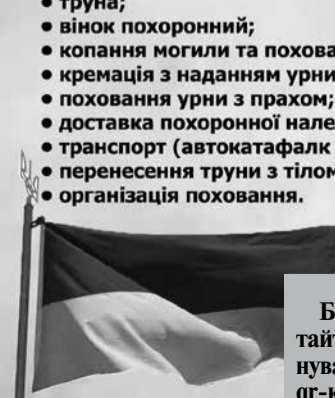 • труна;
• вінок похоронний;
• копання могили та похова
• кремація з наданням урни
• поховання урни з прахом;
• доставка похоронної нале
• транспорт (автокатафалк
• перенесення труни з тілом
• організація поховання.
Б
тайт
нува
qr-к